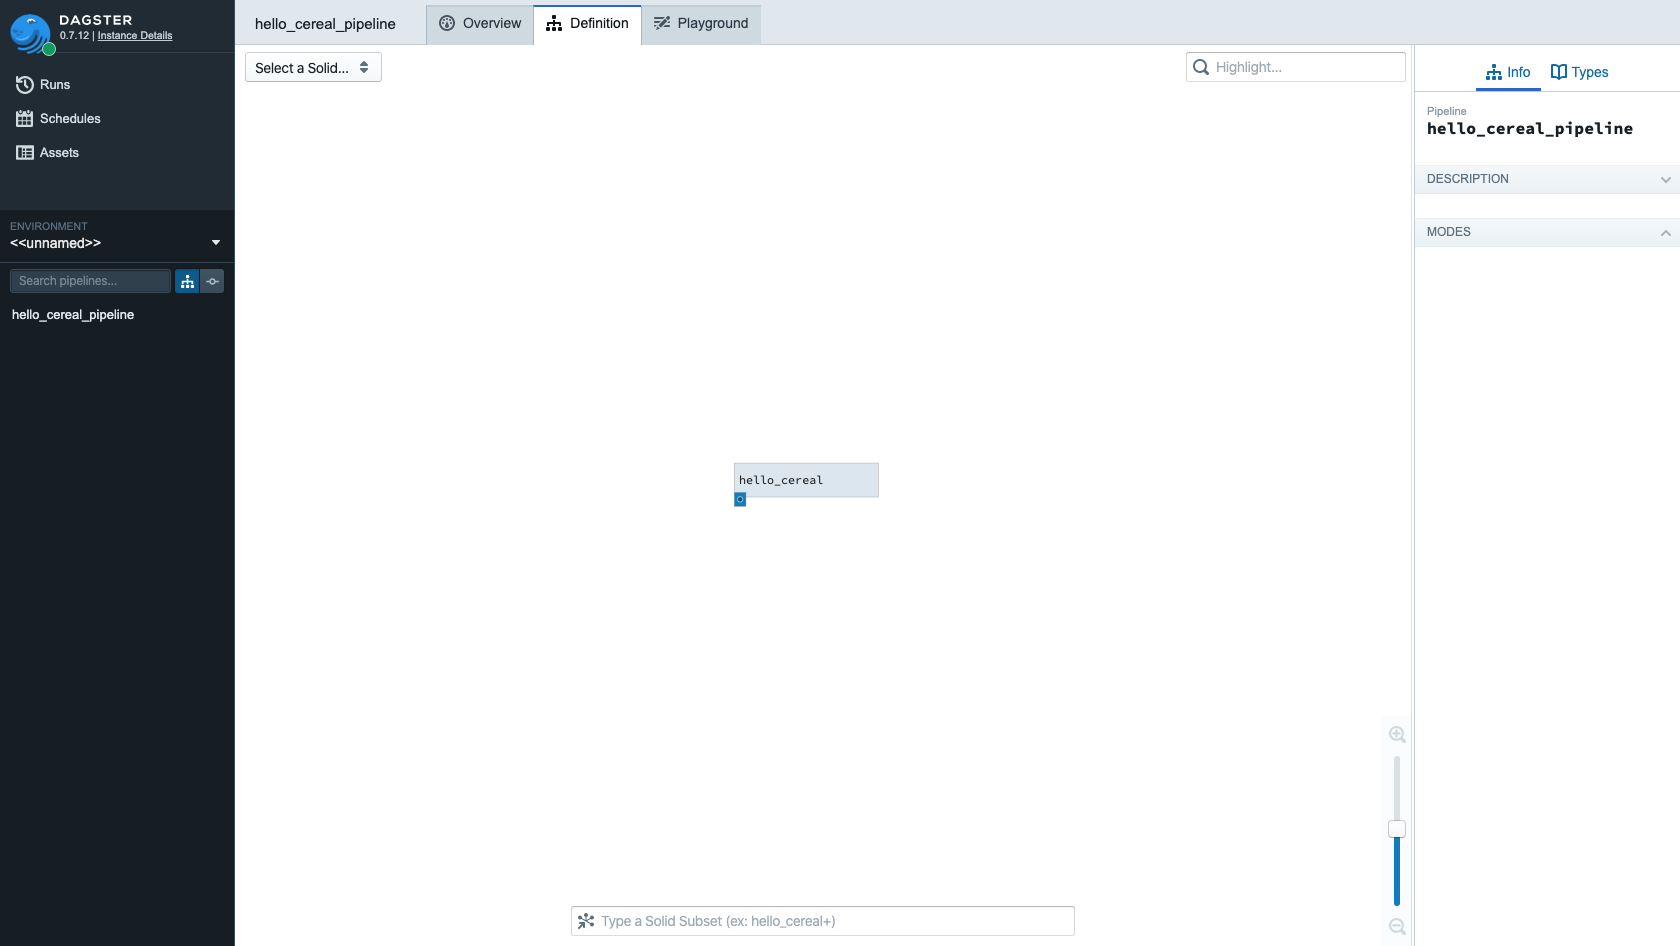 DAGSTER
0.7.12 | Instance Details
Runs
Schedules
Assets
ENVIRONMENT
<<unnamed>>
Search pipelines...
hello_cereal_pipeline
hello_cereal_pipeline
Overview
Definition
Playground
Select a Solid...
Highlight...
hello_cereal
Type a Solid Subset (ex: hello_cereal+)
Info
Types
Pipeline
hello_cereal_pipeline
DESCRIPTION
MODES